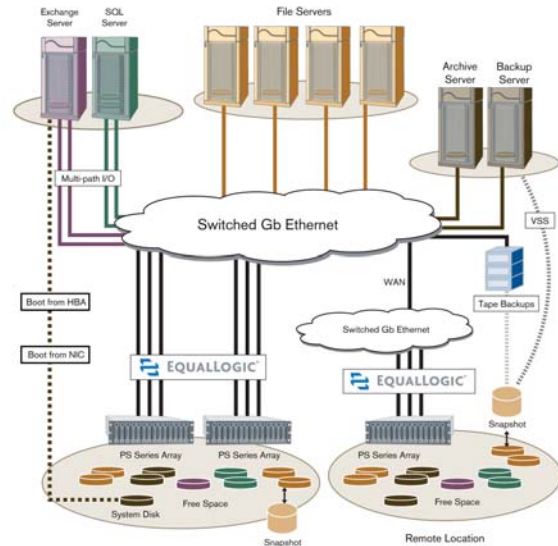 Exchange
Server
SQL
Server
File Servers
Archive
Server
Backup
Server
Multi-path I/O
Switched Gb Ethernet
VSS
WAN
Tape Backups
Boot from HBA
Switched Gb Ethernet
Boot from NIC
EQUALLOGIC
EQUALLOGIC
Snapshot
PS Series Array
PS Series Array
PS Series Array
Free Space
System Disk
Snapshot
Free Space
Remote Location